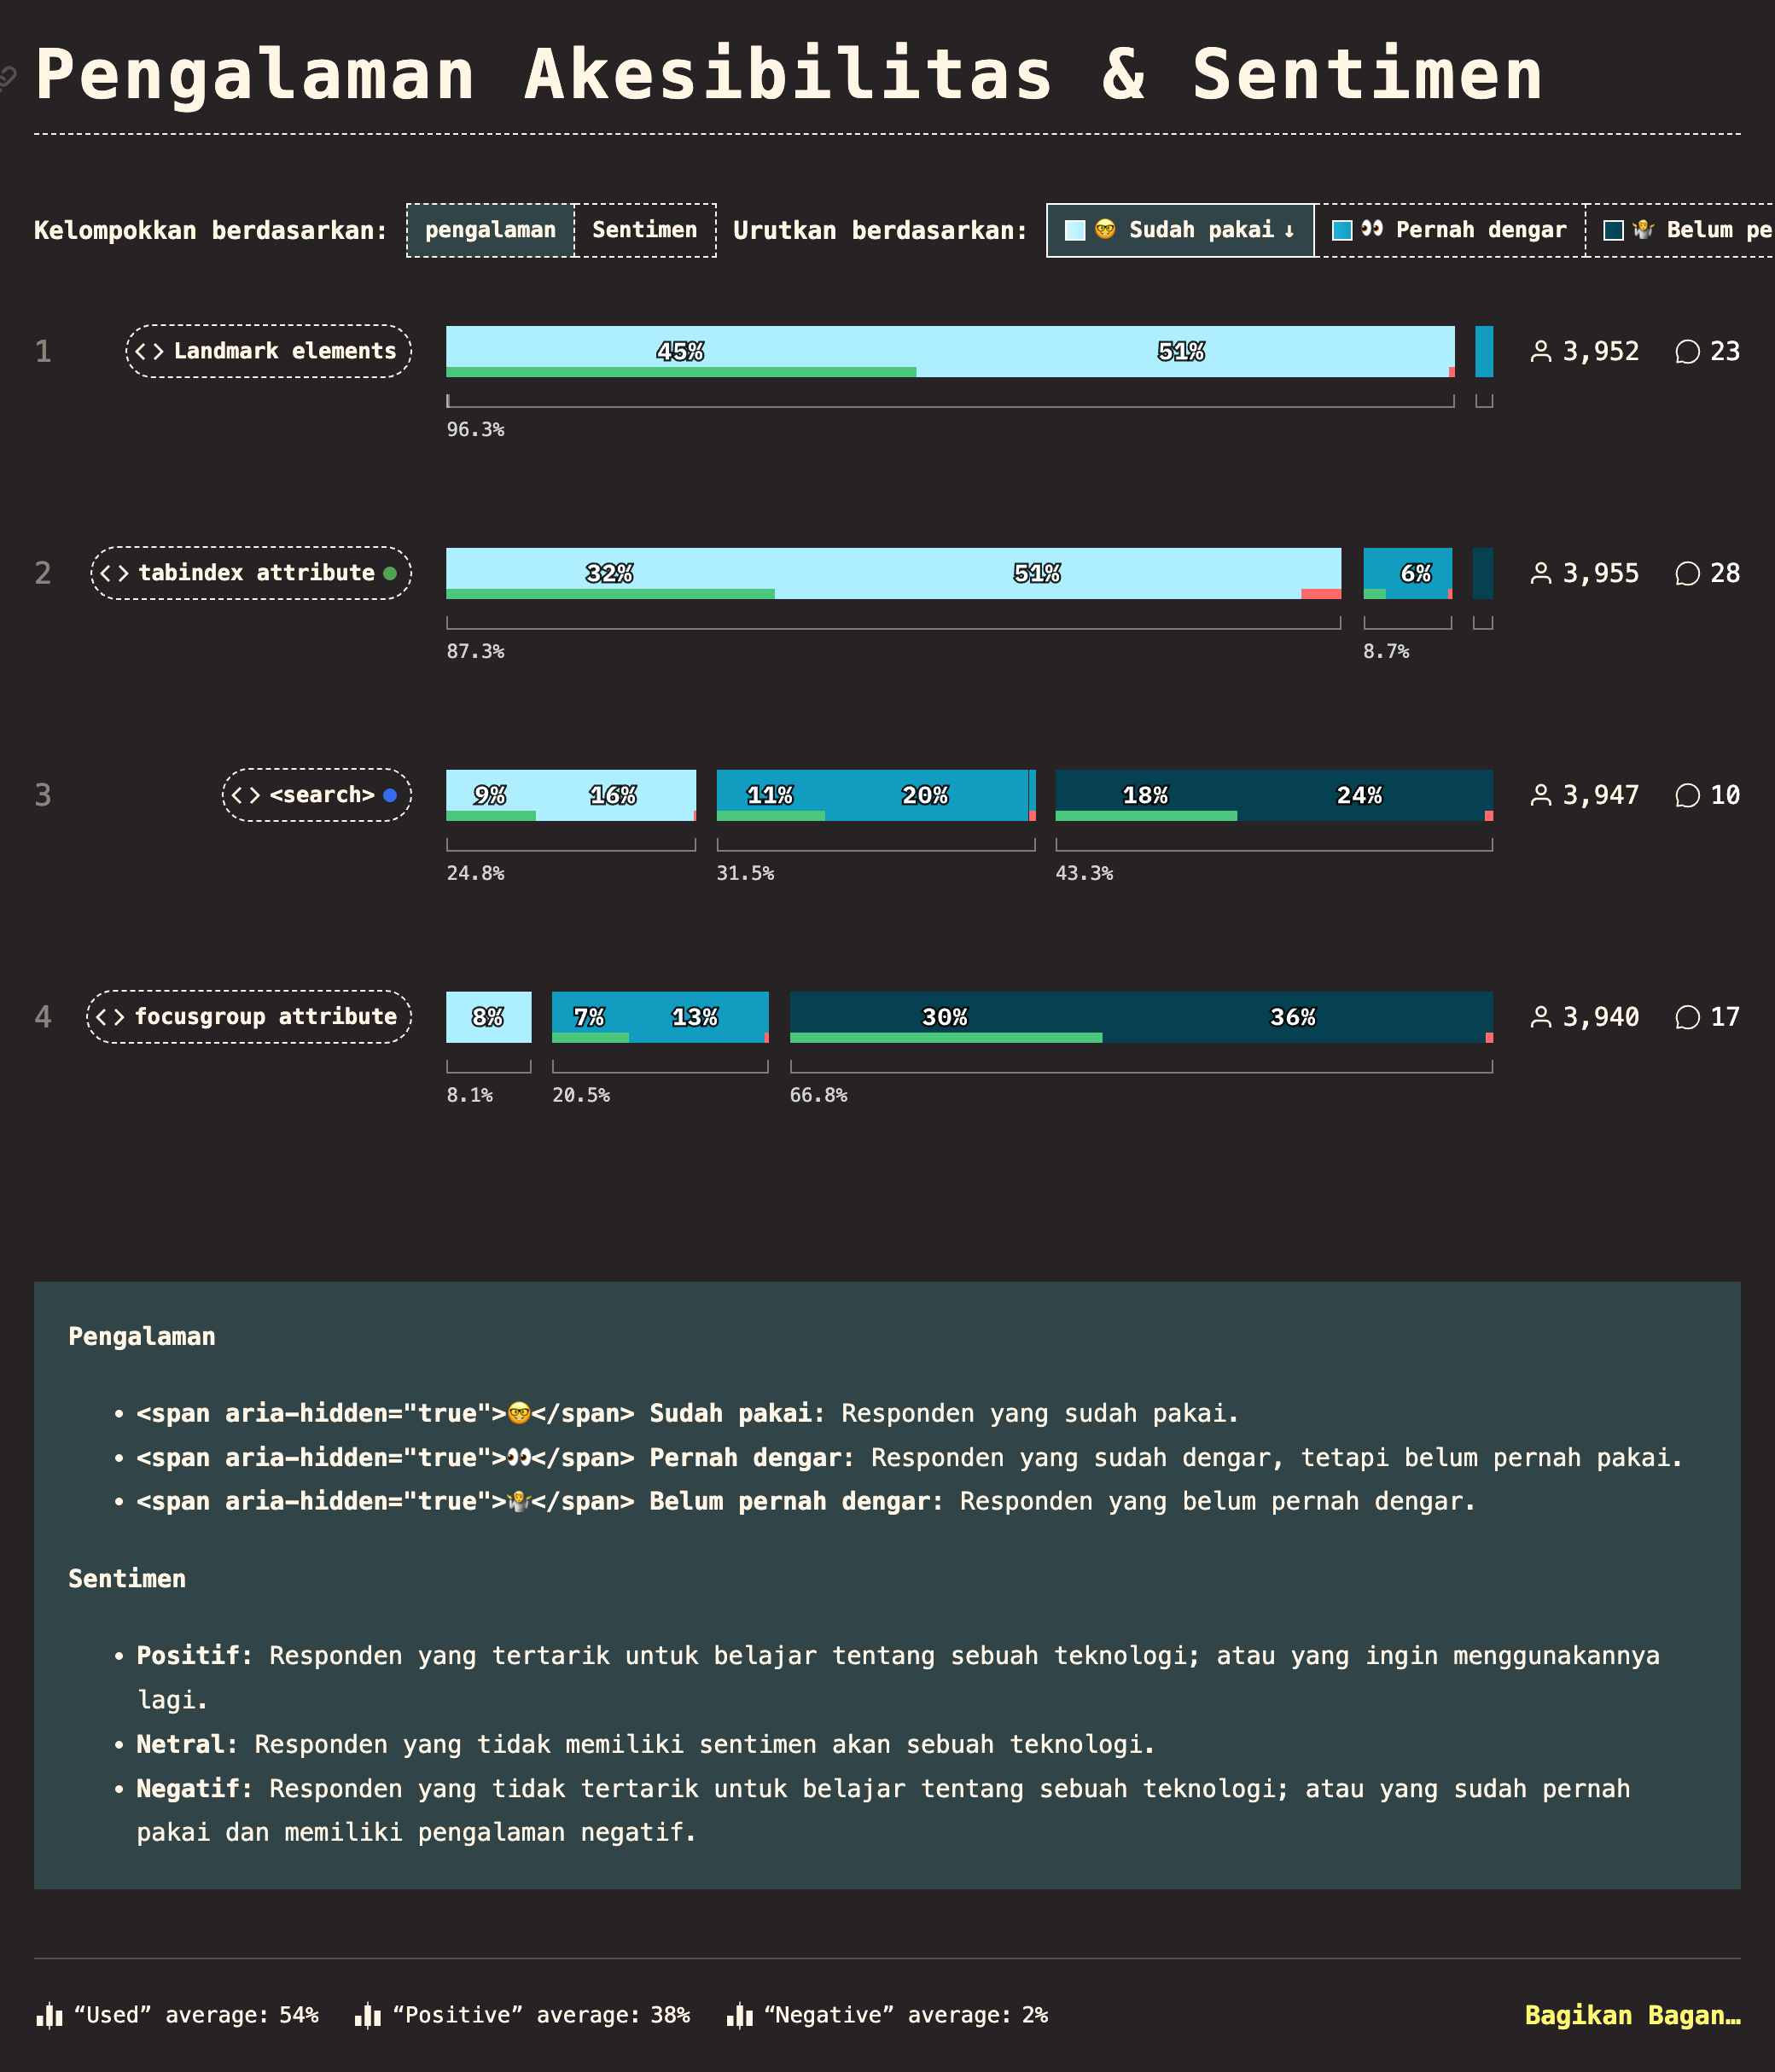 Pengalaman Akesibilitas & Sentimen
Kelompokkan berdasarkan: pengalaman Sentimen Urutkan berdasarkan: 🤓 Sudah pakai ↓ 👀 Pernah dengar 🤷 Belum pe
1 <> Landmark elements 45% 51% 3,952 23
96.3%
2 <> tabindex attribute 32% 51% 6% 3,955 28
87.3% 8.7%
3 <> <search> 9% 16% 11% 20% 18% 24% 3,947 10
24.8% 31.5% 43.3%
4 <> focusgroup attribute 8% 7% 13% 30% 36% 3,940 17
8.1% 20.5% 66.8%
Pengalaman
• <span aria-hidden="true">🤓</span> Sudah pakai: Responden yang sudah pakai.
• <span aria-hidden="true">👀</span> Pernah dengar: Responden yang sudah dengar, tetapi belum pernah pakai.
• <span aria-hidden="true">🤷</span> Belum pernah dengar: Responden yang belum pernah dengar.
Sentimen
• Positif: Responden yang tertarik untuk belajar tentang sebuah teknologi; atau yang ingin menggunakannya
lagi.
• Netral: Responden yang tidak memiliki sentimen akan sebuah teknologi.
• Negatif: Responden yang tidak tertarik untuk belajar tentang sebuah teknologi; atau yang sudah pernah
pakai dan memiliki pengalaman negatif.
“Used” average: 54% “Positive” average: 38% “Negative” average: 2% Bagikan Bagan…